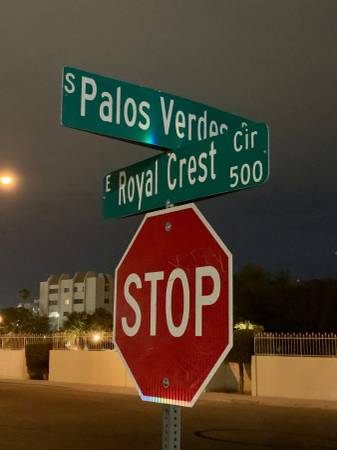 S Palos Verdes
E Royal Crest Cir
500
STOP